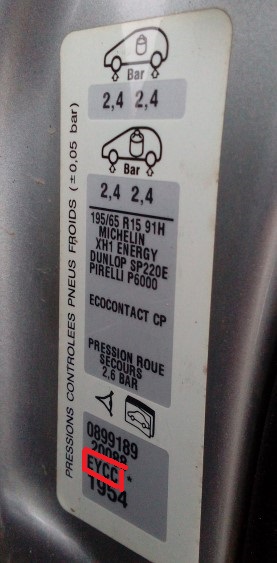 PRESSIONS CONTROLEES PNEUS FROIDS (±0,05 bar)
Bar
2,4 2,4
Bar
2,4 2,4
195/65 R15 91H
MICHELIN
XH1 ENERGY
DUNLOP SP220E
PIRELLI P6000
ECOCONTACT CP
PRESSION ROUE
SECOURS
2,6 BAR
0899189
20088
EYCC *
1954